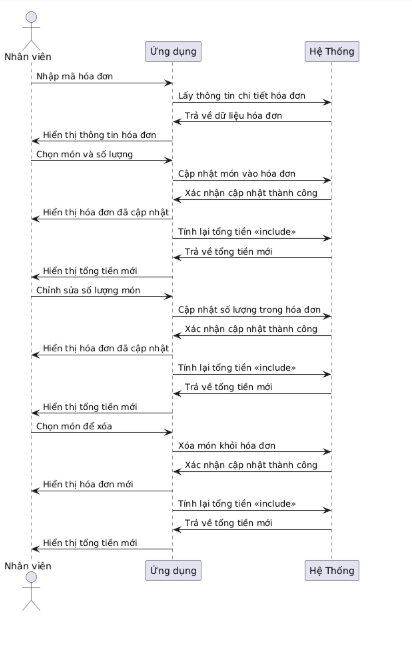 Nhân viên
Ứng dụng
Hệ Thống
Nhập mã hóa đơn
Lấy thông tin chi tiết hóa đơn
Trả về dữ liệu hóa đơn
Hiển thị thông tin hóa đơn
Chọn món và số lượng
Cập nhật món vào hóa đơn
Xác nhận cập nhật thành công
Hiển thị hóa đơn đã cập nhật
Tính lại tổng tiền «include»
Trả về tổng tiền mới
Hiển thị tổng tiền mới
Chỉnh sửa số lượng món
Cập nhật số lượng trong hóa đơn
Xác nhận cập nhật thành công
Hiển thị hóa đơn đã cập nhật
Tính lại tổng tiền «include»
Trả về tổng tiền mới
Hiển thị tổng tiền mới
Chọn món để xóa
Xóa món khỏi hóa đơn
Xác nhận cập nhật thành công
Hiển thị hóa đơn mới
Tính lại tổng tiền «include»
Trả về tổng tiền mới
Hiển thị tổng tiền mới
Nhân viên
Ứng dụng
Hệ Thống